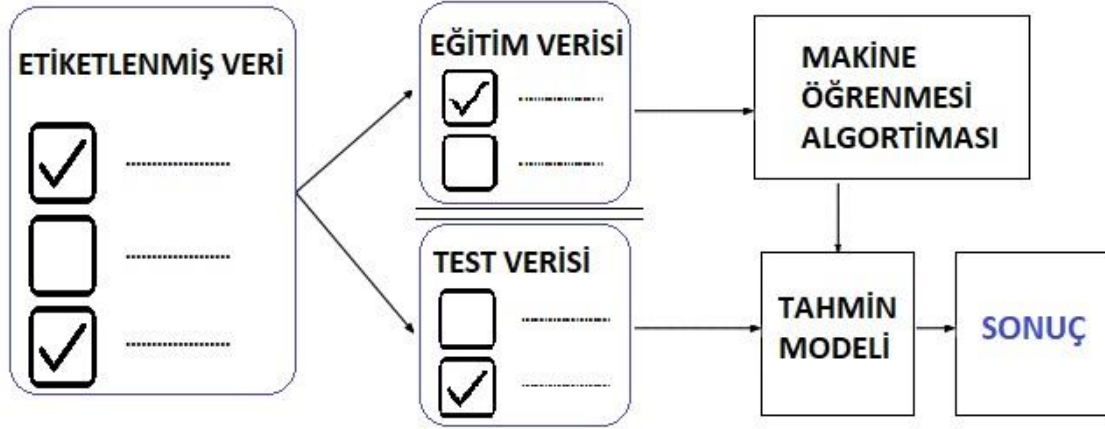 ETİKETLENMİŞ VERİ
EĞİTİM VERİSİ
MAKİNE
ÖĞRENMESİ
ALGORTİMASI
TEST VERİSİ
TAHMİN
MODELİ
SONUÇ